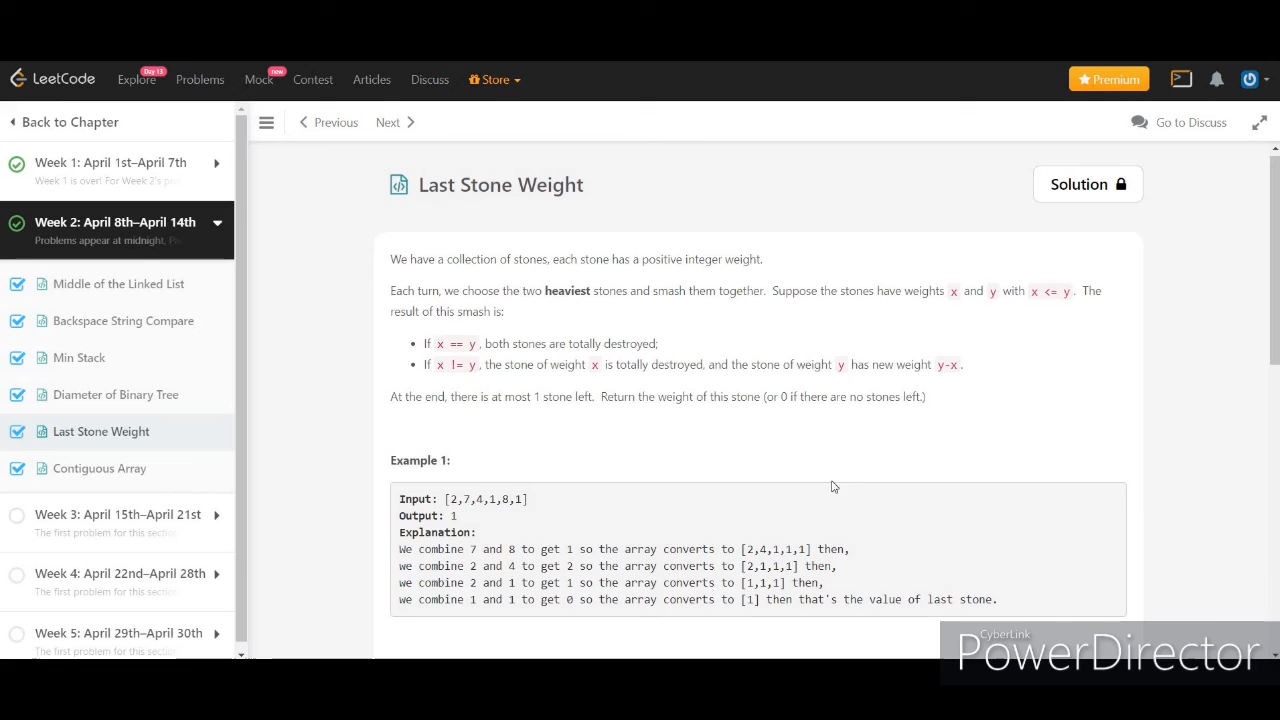 LeetCode Explore Day 13 Problems Mock new Contest Articles Discuss Store Premium
Back to Chapter
Previous Next Go to Discuss
Week 1: April 1st–April 7th
Week 1 is over! For Week 2's
Week 2: April 8th–April 14th
Problems appear at midnight,
Middle of the Linked List
Backspace String Compare
Min Stack
Diameter of Binary Tree
Last Stone Weight
Contiguous Array
Week 3: April 15th–April 21st
The first problem for this section
Week 4: April 22nd–April 28th
The first problem for this section
Week 5: April 29th–April 30th
The first problem for this section
Last Stone Weight
Solution
We have a collection of stones, each stone has a positive integer weight.
Each turn, we choose the two heaviest stones and smash them together. Suppose the stones have weights x and y with x <= y. The
result of this smash is:
• If x == y, both stones are totally destroyed;
• If x != y, the stone of weight x is totally destroyed, and the stone of weight y has new weight y-x.
At the end, there is at most 1 stone left. Return the weight of this stone (or 0 if there are no stones left.)
Example 1:
Input: [2,7,4,1,8,1]
Output: 1
Explanation:
We combine 7 and 8 to get 1 so the array converts to [2,4,1,1,1] then,
we combine 2 and 4 to get 2 so the array converts to [2,1,1,1] then,
we combine 2 and 1 to get 1 so the array converts to [1,1,1] then,
we combine 1 and 1 to get 0 so the array converts to [1] then that's the value of last stone.
CyberLink
PowerDirector